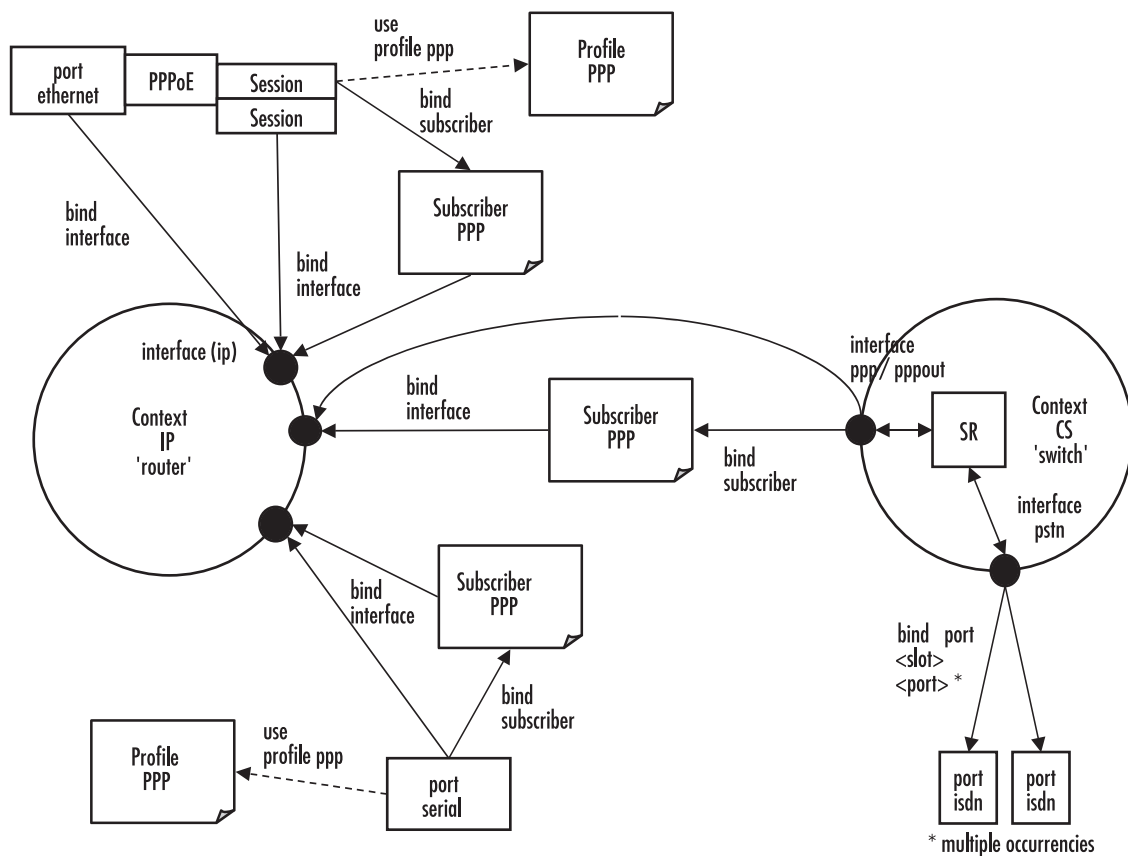 use
profile ppp
Profile
PPP
port
ethernet
PPPoE
Session
Session
bind
subscriber
bind
interface
Subscriber
PPP
bind
interface
interface (ip)
Context
IP
'router'
bind
interface
Subscriber
PPP
bind
subscriber
interface
ppp / pppout
SR
Context
CS
'switch'
interface
pstn
bind
interface
Subscriber
PPP
bind
subscriber
use
profile ppp
Profile
PPP
port
serial
bind port
<slot>
<port> *
port
isdn
port
isdn
* multiple occurrencies